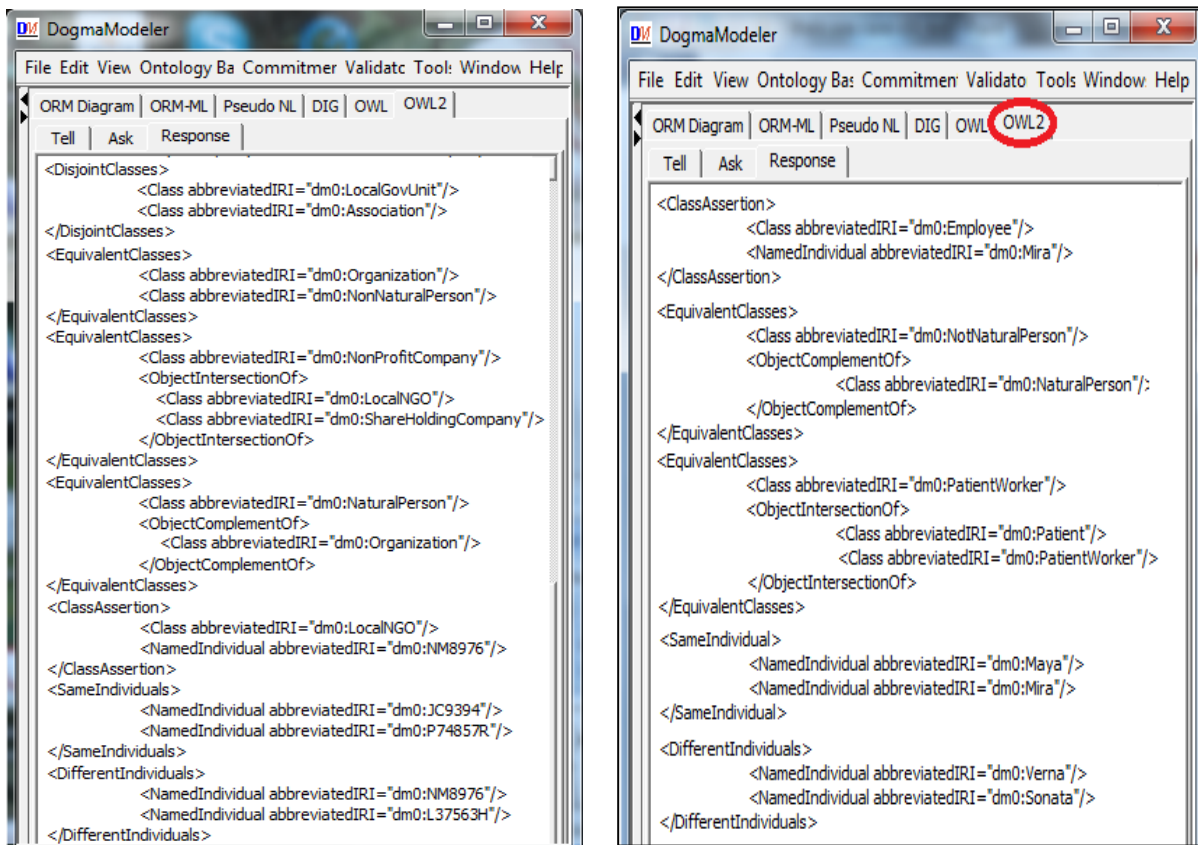 DM DogmaModeler
File Edit View Ontology Ba Commitmer Validatc Tool: Window Help
ORM Diagram | ORM-ML | Pseudo NL | DIG | OWL OWL2
Tell | Ask Response
<DisjointClasses>
<Class abbreviatedIRI="dm0:LocalGovUnit"/>
<Class abbreviatedIRI="dm0:Association"/>
</DisjointClasses>
<EquivalentClasses>
<Class abbreviatedIRI="dm0:Organization"/>
<Class abbreviatedIRI="dm0:NonNaturalPerson"/>
</EquivalentClasses>
<EquivalentClasses>
<Class abbreviatedIRI="dm0:NonProfitCompany"/>
<ObjectIntersectionOf>
<Class abbreviatedIRI="dm0:LocalNGO"/>
<Class abbreviatedIRI="dm0:ShareHoldingCompany"/>
</ObjectIntersectionOf>
</EquivalentClasses>
<EquivalentClasses>
<Class abbreviatedIRI="dm0:NaturalPerson"/>
<ObjectComplementOf>
<Class abbreviatedIRI="dm0:Organization"/>
</ObjectComplementOf>
</EquivalentClasses>
<ClassAssertion>
<Class abbreviatedIRI="dm0:LocalNGO"/>
<NamedIndividual abbreviatedIRI="dm0:NM8976"/>
</ClassAssertion>
<SameIndividuals>
<NamedIndividual abbreviatedIRI="dm0:JC9394"/>
<NamedIndividual abbreviatedIRI="dm0:P74857R"/>
</SameIndividuals>
<DifferentIndividuals>
<NamedIndividual abbreviatedIRI="dm0:NM8976"/>
<NamedIndividual abbreviatedIRI="dm0:L37563H"/>
</DifferentIndividuals>
DM DogmaModeler
File Edit View Ontology Bas Commitmen Validato Tools Window Help
ORM Diagram | ORM-ML | Pseudo NL | DIG | OWL OWL2
Tell | Ask Response
<ClassAssertion>
<Class abbreviatedIRI="dm0:Employee"/>
<NamedIndividual abbreviatedIRI="dm0:Mira"/>
</ClassAssertion>
<EquivalentClasses>
<Class abbreviatedIRI="dm0:NotNaturalPerson"/>
<ObjectComplementOf>
<Class abbreviatedIRI="dm0:NaturalPerson"/>
</ObjectComplementOf>
</EquivalentClasses>
<EquivalentClasses>
<Class abbreviatedIRI="dm0:PatientWorker"/>
<ObjectIntersectionOf>
<Class abbreviatedIRI="dm0:Patient"/>
<Class abbreviatedIRI="dm0:PatientWorker"/>
</ObjectIntersectionOf>
</EquivalentClasses>
<SameIndividual>
<NamedIndividual abbreviatedIRI="dm0:Maya"/>
<NamedIndividual abbreviatedIRI="dm0:Mira"/>
</SameIndividual>
<DifferentIndividuals>
<NamedIndividual abbreviatedIRI="dm0:Verna"/>
<NamedIndividual abbreviatedIRI="dm0:Sonata"/>
</DifferentIndividuals>